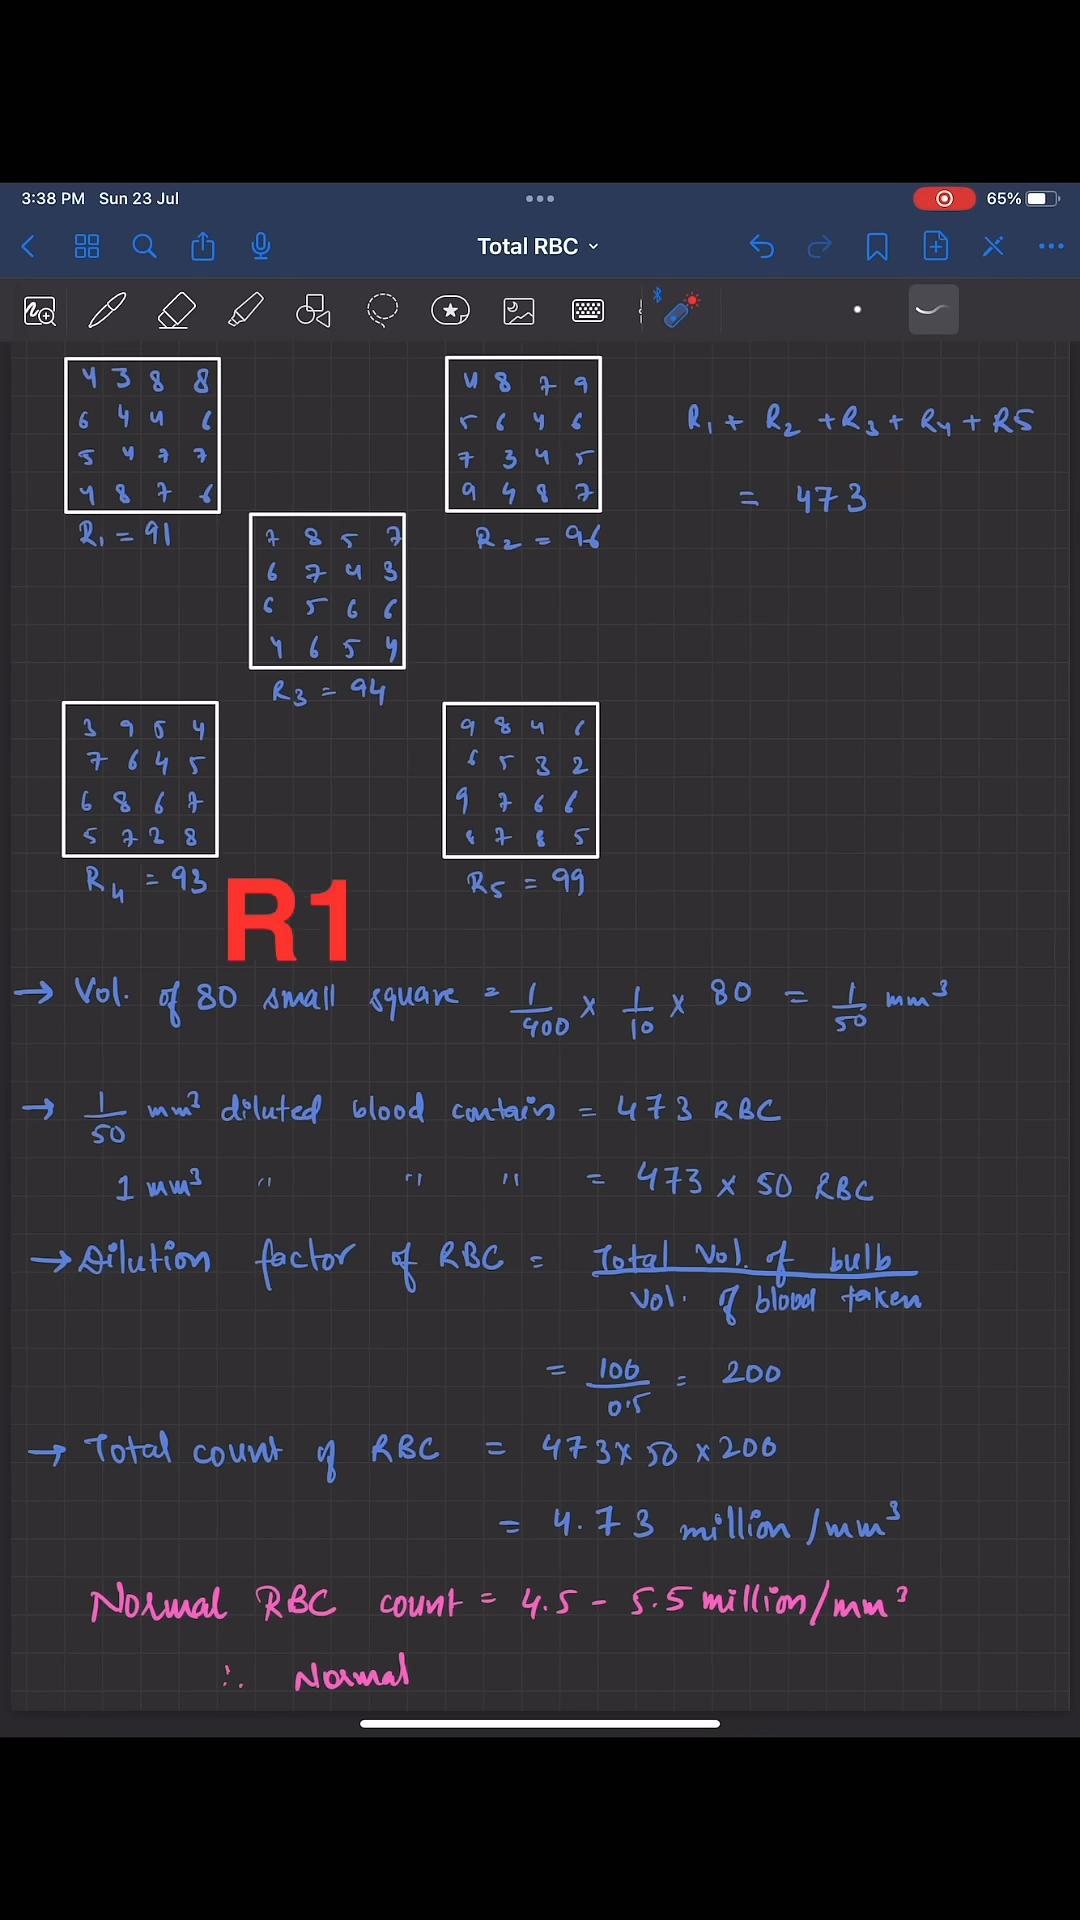 3:38 PM Sun 23 Jul
65%
Total RBC
4 3 8 8
6 4 4 6
5 4 7 7
4 8 7 6
R1 = 91
4 8 7 9
5 6 4 6
7 3 4 5
9 4 8 7
R2 = 96
R1 + R2 + R3 + R4 + R5
= 473
7 8 5 7
6 7 4 3
6 5 6 6
4 6 5 4
R3 = 94
3 9 5 4
7 6 4 5
6 8 6 7
5 7 2 8
R4 = 93
9 8 4 6
6 5 3 2
9 7 6 6
7 5
R5 = 99
R1
→ Vol. of 80 small square = 1/400 × 1/10 × 80 = 1/50 mm³
→ 1/50 mm³ diluted blood contain = 473 RBC
1 mm³ " " " = 473 × 50 RBC
→ Dilution factor of RBC = Total Vol. of bulb / Vol. of blood taken
= 100/0.5 = 200
→ Total count of RBC = 473 × 50 × 200
= 4.73 million /mm³
Normal RBC count = 4.5 - 5.5 million/mm³
∴ Normal